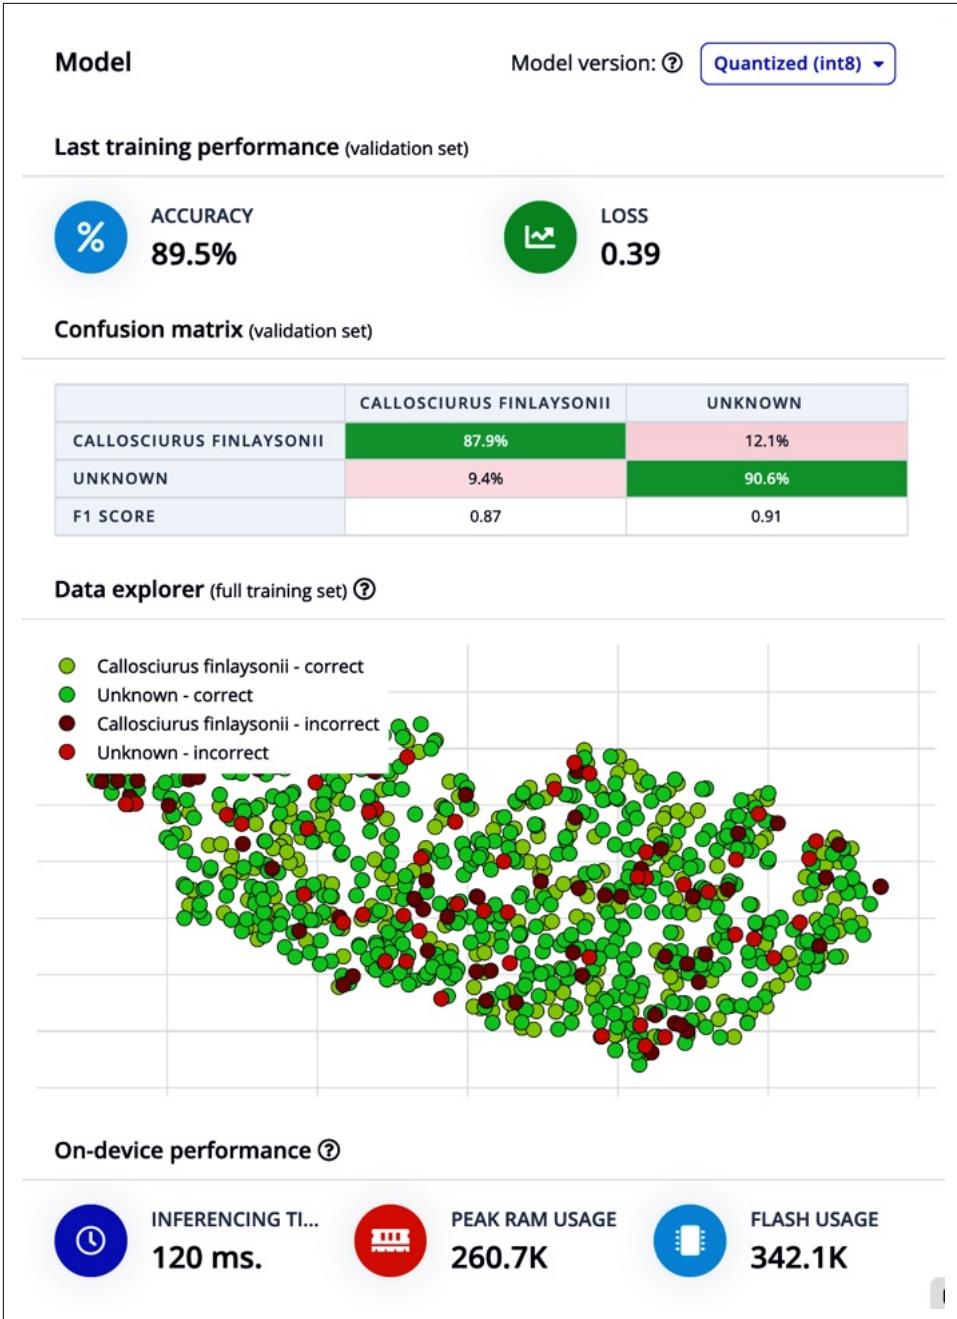 Model
Model version: Quantized (int8)
Last training performance (validation set)
ACCURACY
89.5%
LOSS
0.39
Confusion matrix (validation set)
CALLOSCIURUS FINLAYSONII UNKNOWN
CALLOSCIURUS FINLAYSONII 87.9% 12.1%
UNKNOWN 9.4% 90.6%
F1 SCORE 0.87 0.91
Data explorer (full training set)
Callosciurus finlaysonii - correct
Unknown - correct
Callosciurus finlaysonii - incorrect
Unknown - incorrect
On-device performance
INFERENCING TI...
120 ms.
PEAK RAM USAGE
260.7K
FLASH USAGE
342.1K